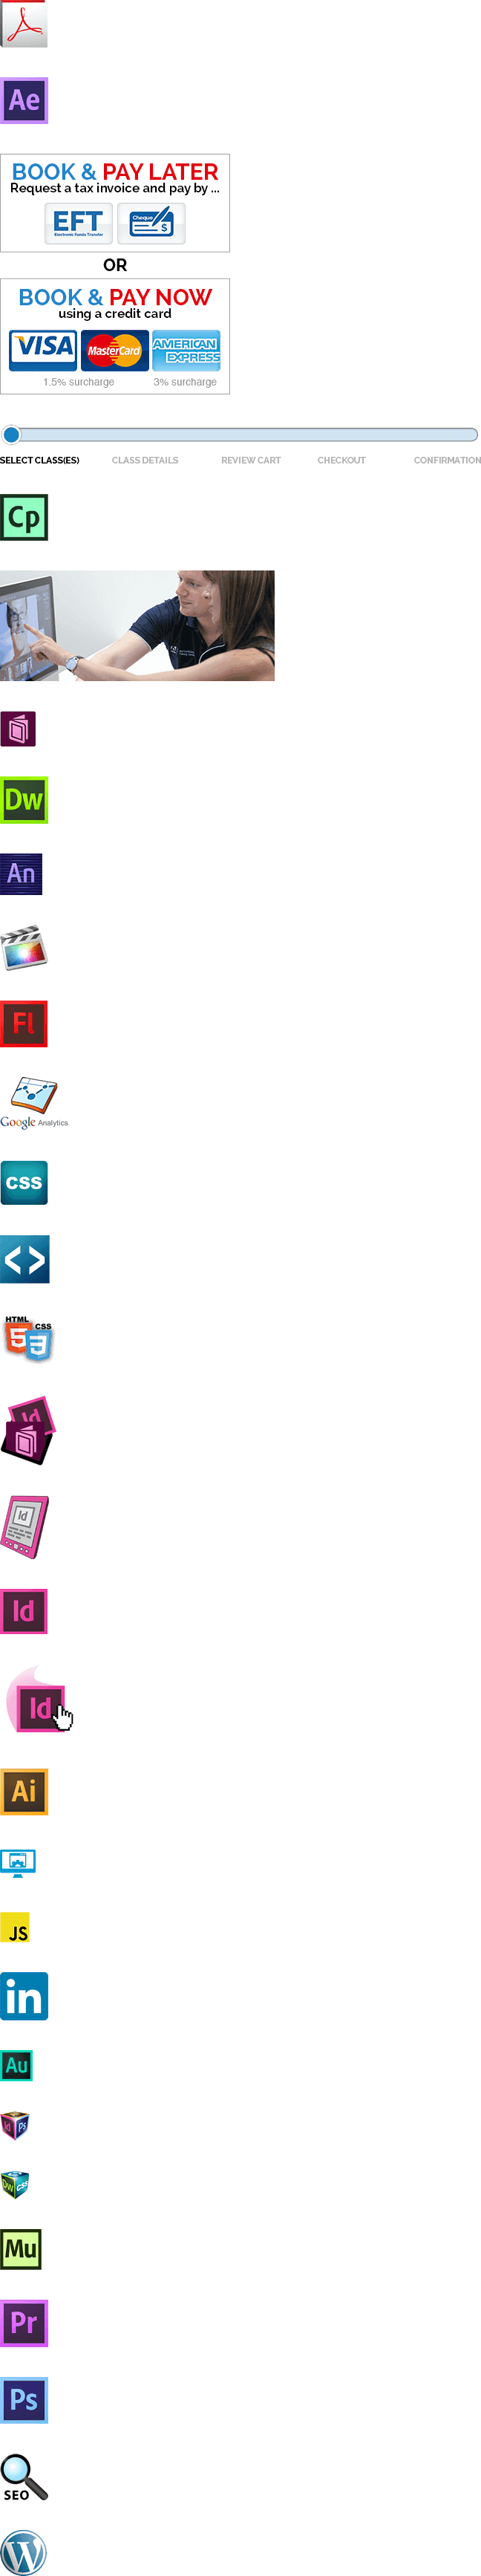 Ae
BOOK & PAY LATER
Request a tax invoice and pay by ...
EFT
Electronic Funds Transfer
Cheque
$
OR
BOOK & PAY NOW
using a credit card
VISA
MasterCard
AMERICAN EXPRESS
1.5% surcharge 3% surcharge
SELECT CLASS(ES) CLASS DETAILS REVIEW CART CHECKOUT CONFIRMATION
Cp
Dw
An
Fl
Google Analytics
CSS
<>
HTML
CSS
5
3
Id
Id
Id
Id
Ai
JS
in
Au
Id Ps
Dw CSS
Mu
Pr
Ps
SEO
W